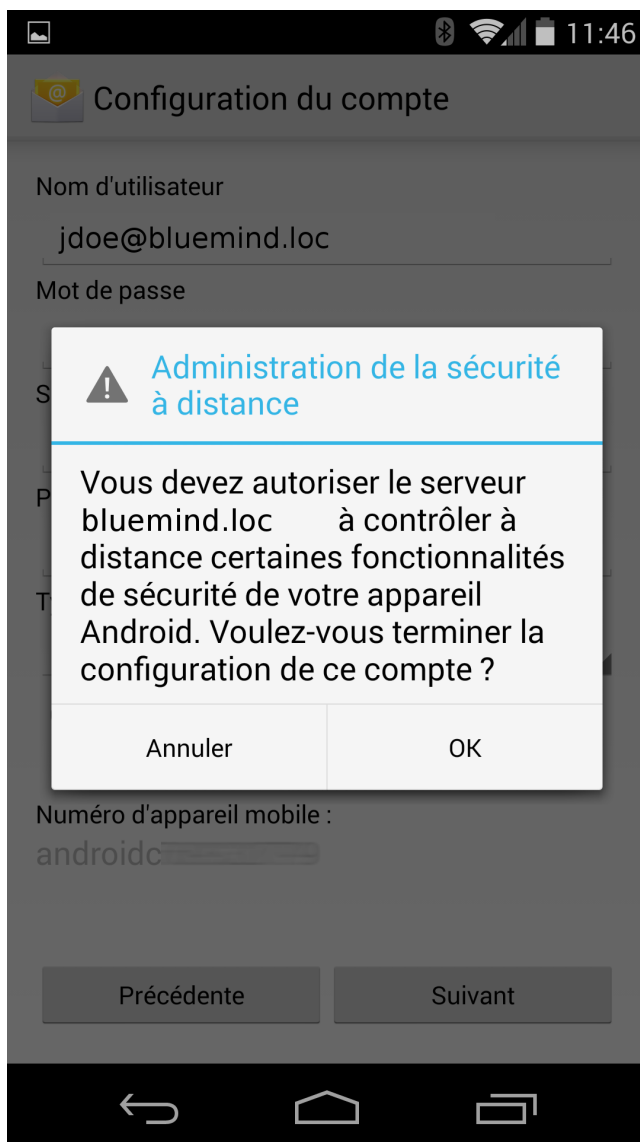 11:46
Configuration du compte
Nom d'utilisateur
jdoe@bluemind.loc
Mot de passe
S
Administration de la sécurité
à distance
P
Vous devez autoriser le serveur
bluemind.loc à contrôler à
distance certaines fonctionnalités
T
de sécurité de votre appareil
Android. Voulez-vous terminer la
configuration de ce compte ?
Annuler OK
Numéro d'appareil mobile :
androidc
Précédente Suivant